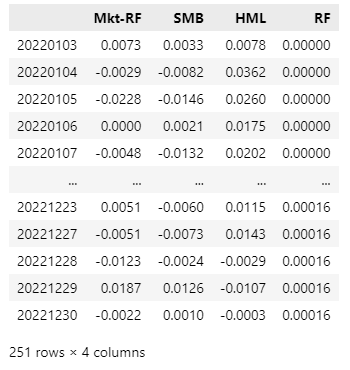 Mkt-RF SMB HML RF
20220103 0.0073 0.0033 0.0078 0.00000
20220104 -0.0029 -0.0082 0.0362 0.00000
20220105 -0.0228 -0.0146 0.0260 0.00000
20220106 0.0000 0.0021 0.0175 0.00000
20220107 -0.0048 -0.0132 0.0202 0.00000
... ... ... ... ...
20221223 0.0051 -0.0060 0.0115 0.00016
20221227 -0.0051 -0.0073 0.0143 0.00016
20221228 -0.0123 -0.0024 -0.0029 0.00016
20221229 0.0187 0.0126 -0.0107 0.00016
20221230 -0.0022 0.0010 -0.0003 0.00016
251 rows × 4 columns